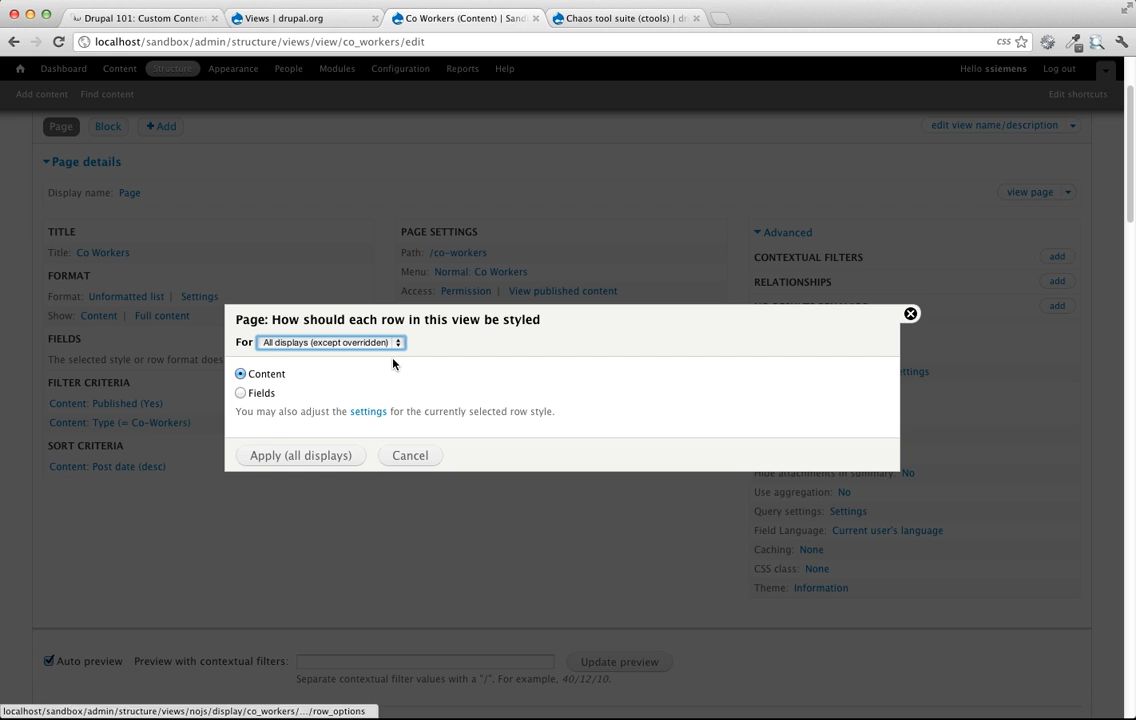 Drupal 101: Custom Content
Views | drupal.org
Co Workers (Content) | Sand
Chaos tool suite (ctools) | d
localhost/sandbox/admin/structure/views/view/co_workers/edit
CSS
Dashboard Content Structure Appearance People Modules Configuration Reports Help Hello ssiemens Log out
Add content Find content Edit shortcuts
Page Block + Add edit view name/description
Page details
Display name: Page view page
TITLE PAGE SETTINGS Advanced
Title: Co Workers Path: /co-workers CONTEXTUAL FILTERS add
FORMAT Menu: Normal: Co Workers RELATIONSHIPS add
Format: Unformatted list | Settings Access: Permission | View published content add
Show: Content | Full content
Page: How should each row in this view be styled
FIELDS
For All displays (except overridden)
The selected style or row format does
Content ettings
FILTER CRITERIA
Fields
Content: Published (Yes)
You may also adjust the settings for the currently selected row style.
Content: Type (= Co-Workers)
SORT CRITERIA
Apply (all displays) Cancel
Content: Post date (desc)
Hide attachments in summary: No
Use aggregation: No
Query settings: Settings
Field Language: Current user's language
Caching: None
CSS class: None
Theme: Information
Auto preview Preview with contextual filters: Update preview
Separate contextual filter values with a "/". For example, 40/12/10.
localhost/sandbox/admin/structure/views/nojs/display/co_workers/.../row_options